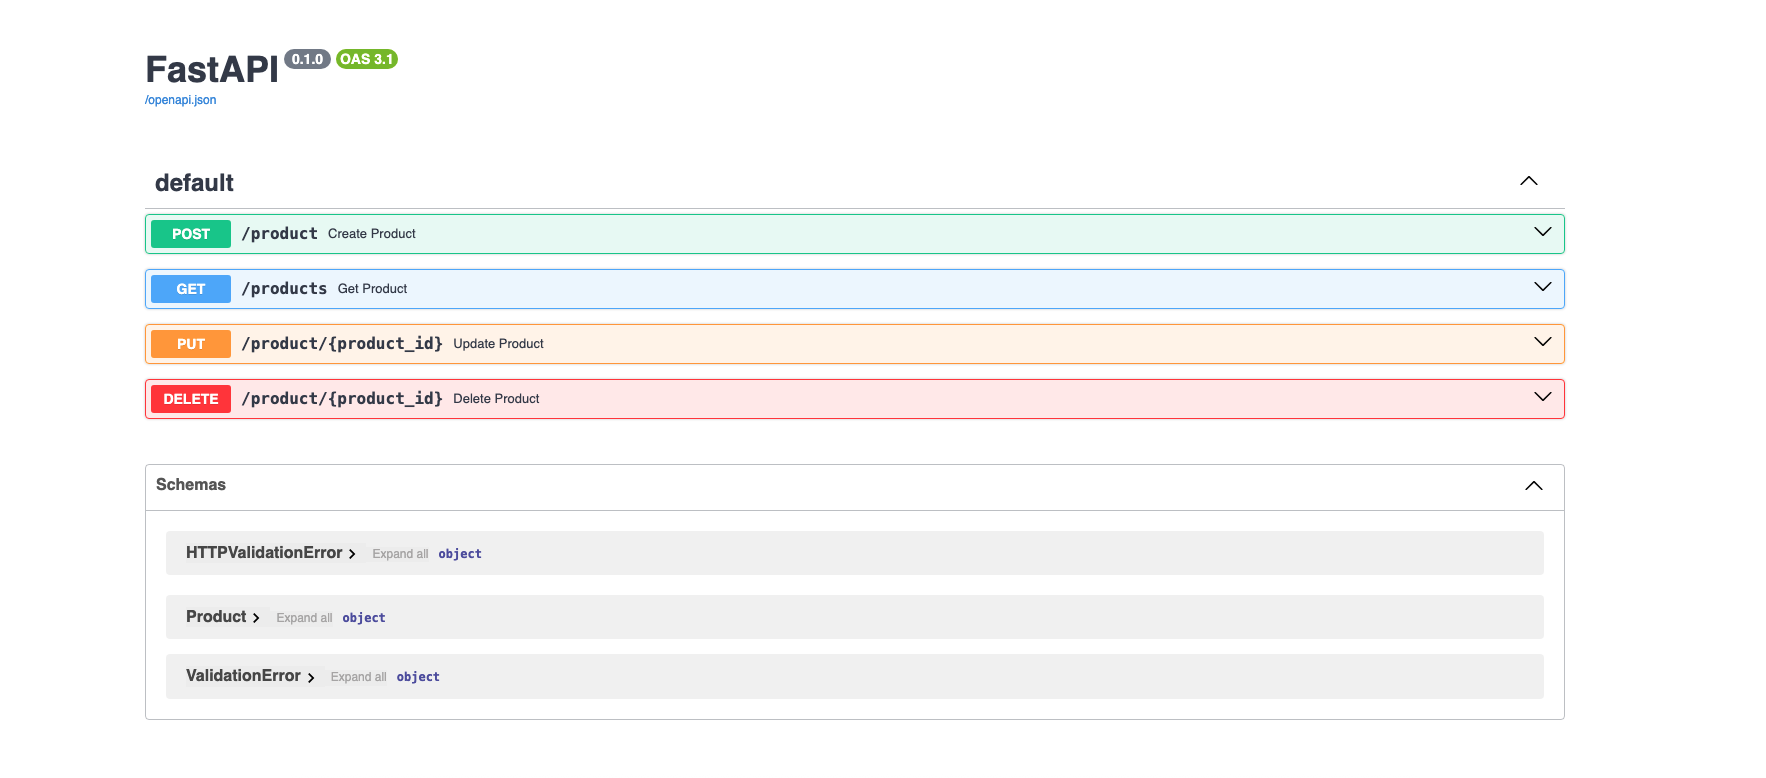 FastAPI 0.1.0 OAS 3.1
/openapi.json
default
POST /product Create Product
GET /products Get Product
PUT /product/{product_id} Update Product
DELETE /product/{product_id} Delete Product
Schemas
HTTPValidationError Expand all object
Product Expand all object
ValidationError Expand all object